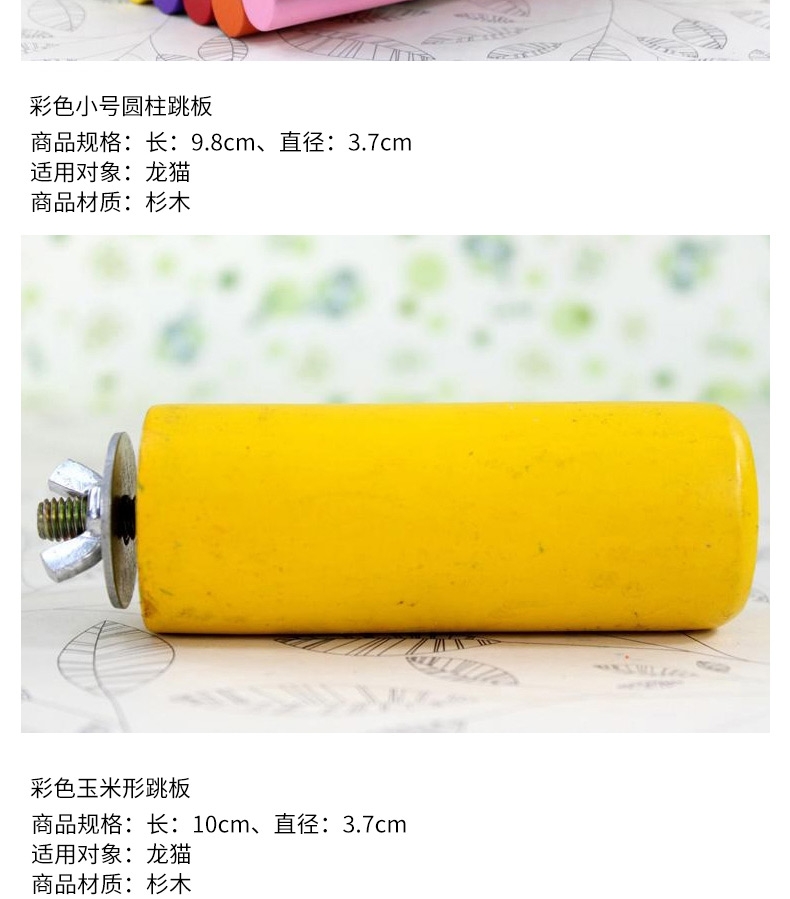 彩色小号圆柱跳板
商品规格：长：9.8cm、直径：3.7cm
适用对象：龙猫
商品材质：杉木
彩色玉米形跳板
商品规格：长：10cm、直径：3.7cm
适用对象：龙猫
商品材质：杉木